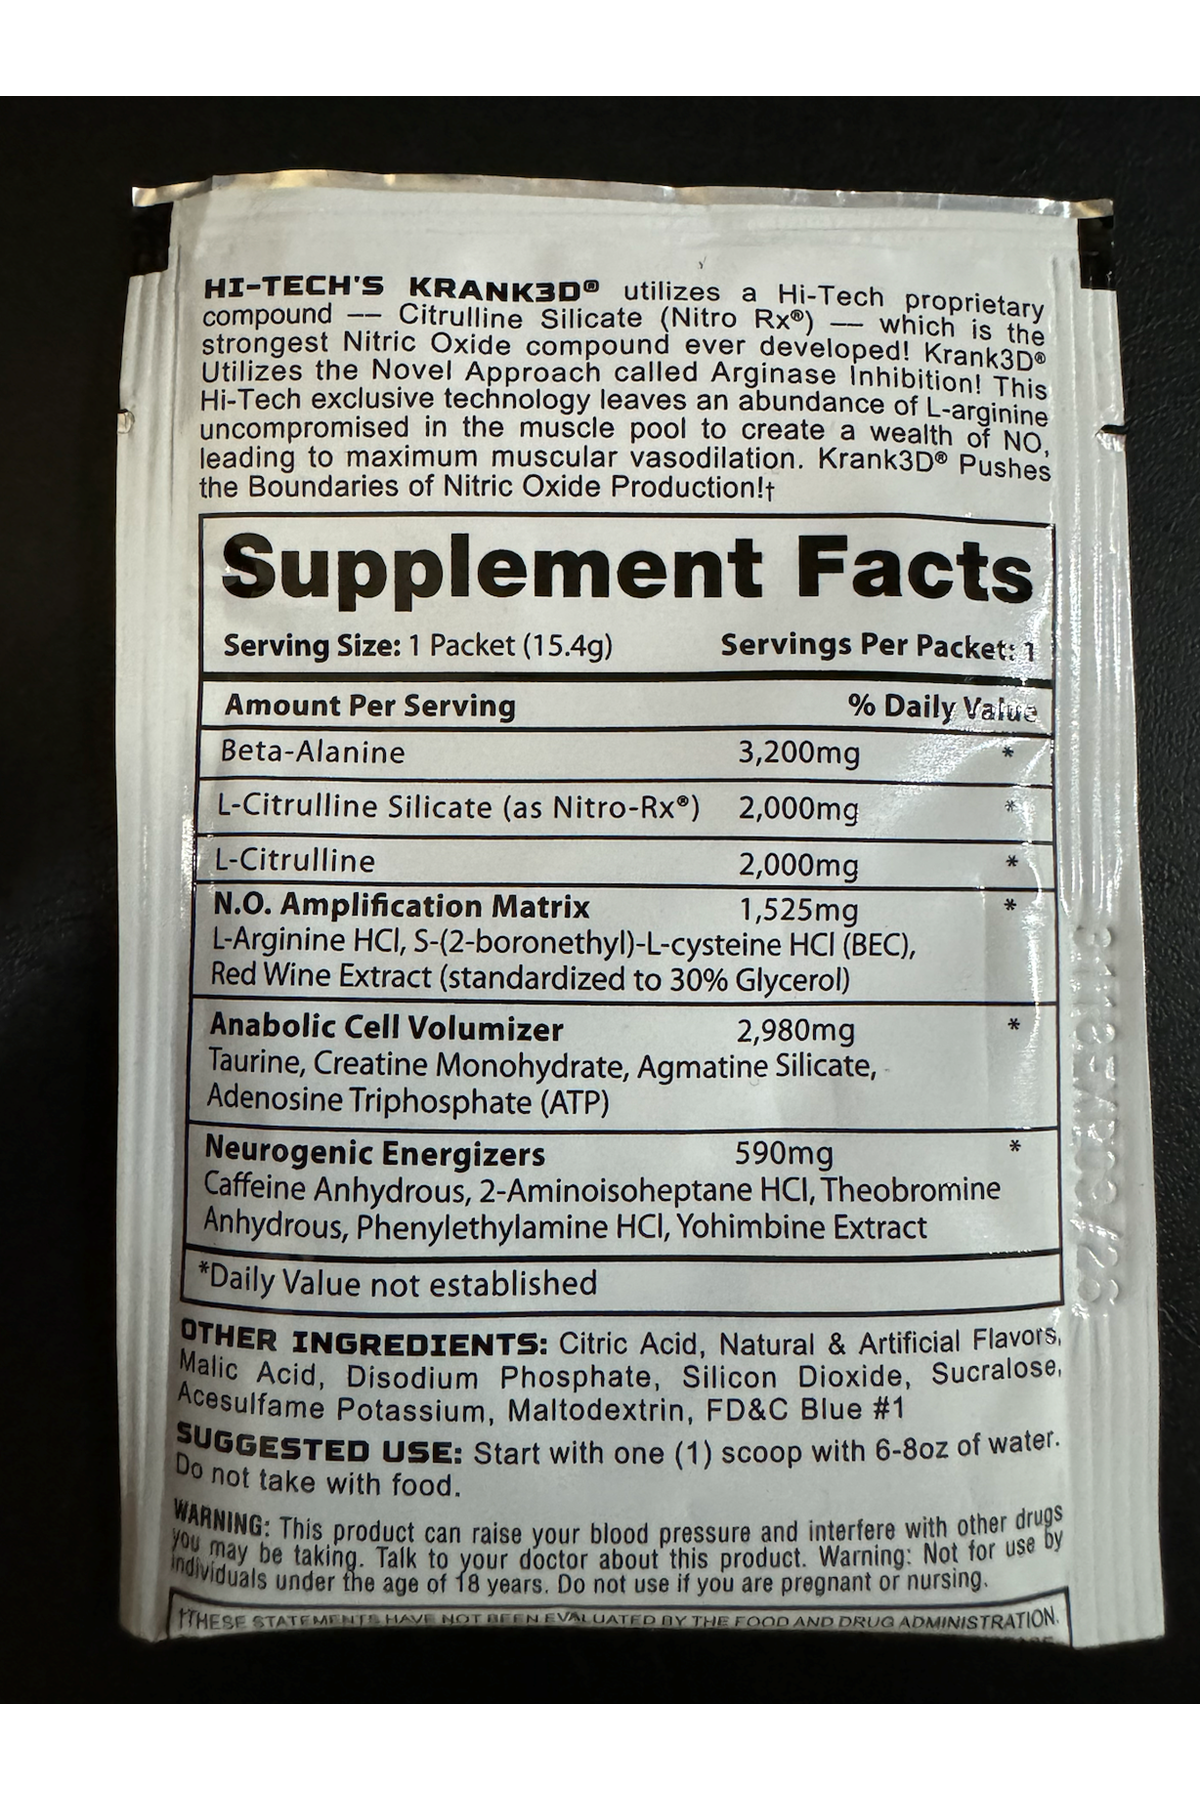 HI-TECH'S KRANK3D® utilizes a Hi-Tech proprietary
compound –– Citrulline Silicate (Nitro Rx®) –– which is the
strongest Nitric Oxide compound ever developed! Krank3D®
Utilizes the Novel Approach called Arginase Inhibition! This
Hi-Tech exclusive technology leaves an abundance of L-arginine
uncompromised in the muscle pool to create a wealth of NO,
leading to maximum muscular vasodilation. Krank3D® Pushes
the Boundaries of Nitric Oxide Production!†
Supplement Facts
Serving Size: 1 Packet (15.4g) Servings Per Packet: 1
Amount Per Serving % Daily Value
Beta-Alanine 3,200mg *
L-Citrulline Silicate (as Nitro-Rx®) 2,000mg *
L-Citrulline 2,000mg *
N.O. Amplification Matrix 1,525mg *
L-Arginine HCl, S-(2-boronethyl)-L-cysteine HCl (BEC),
Red Wine Extract (standardized to 30% Glycerol)
Anabolic Cell Volumizer 2,980mg *
Taurine, Creatine Monohydrate, Agmatine Silicate,
Adenosine Triphosphate (ATP)
Neurogenic Energizers 590mg *
Caffeine Anhydrous, 2-Aminoisoheptane HCl, Theobromine
Anhydrous, Phenylethylamine HCl, Yohimbine Extract
*Daily Value not established
OTHER INGREDIENTS: Citric Acid, Natural & Artificial Flavors,
Malic Acid, Disodium Phosphate, Silicon Dioxide, Sucralose,
Acesulfame Potassium, Maltodextrin, FD&C Blue #1
SUGGESTED USE: Start with one (1) scoop with 6-8oz of water.
Do not take with food.
WARNING: This product can raise your blood pressure and interfere with other drugs
you may be taking. Talk to your doctor about this product. Warning: Not for use by
individuals under the age of 18 years. Do not use if you are pregnant or nursing.
†THESE STATEMENTS HAVE NOT BEEN EVALUATED BY THE FOOD AND DRUG ADMINISTRATION.